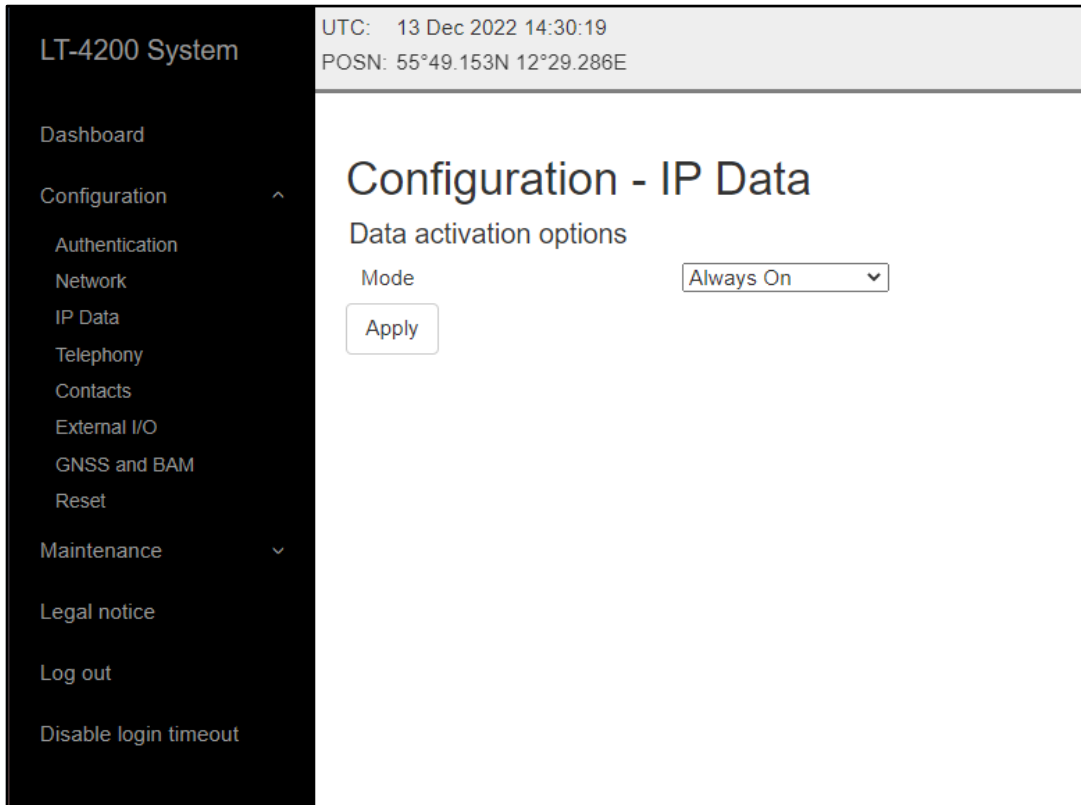 LT-4200 System
UTC: 13 Dec 2022 14:30:19
POSN: 55°49.153N 12°29.286E
Dashboard
Configuration
Authentication
Network
IP Data
Telephony
Contacts
External I/O
GNSS and BAM
Reset
Maintenance
Legal notice
Log out
Disable login timeout
Configuration - IP Data
Data activation options
Mode Always On
Apply